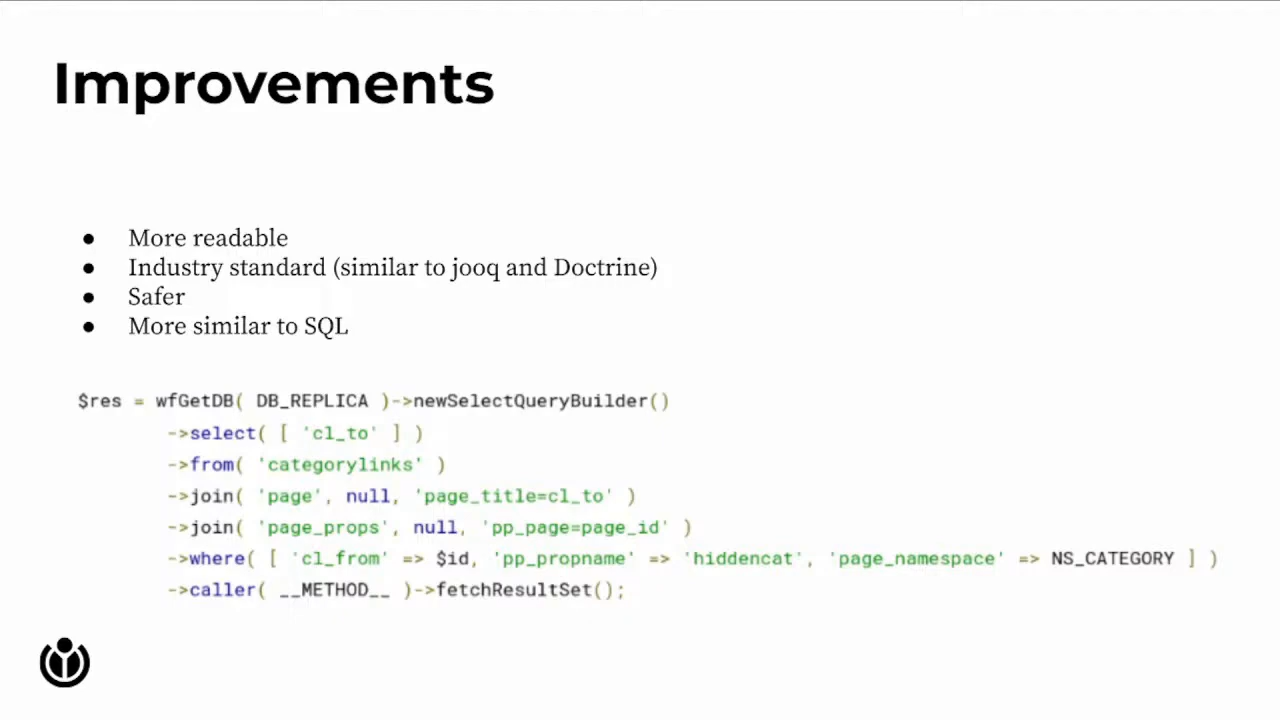 Improvements
● More readable
● Industry standard (similar to jooq and Doctrine)
● Safer
● More similar to SQL
$res = wfGetDB( DB_REPLICA )->newSelectQueryBuilder()
->select( [ 'cl_to' ] )
->from( 'categorylinks' )
->join( 'page', null, 'page_title=cl_to' )
->join( 'page_props', null, 'pp_page=page_id' )
->where( [ 'cl_from' => $id, 'pp_propname' => 'hiddencat', 'page_namespace' => NS_CATEGORY ] )
->caller( __METHOD__ )->fetchResultSet();